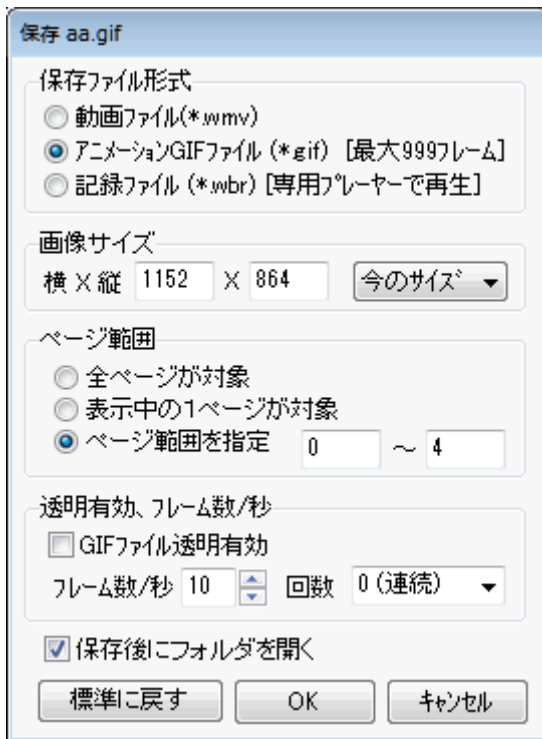 保存 aa.gif
保存ﾌｧｲﾙ形式
動画ﾌｧｲﾙ(*.wmv)
ｱﾆﾒｰｼｮﾝGIFﾌｧｲﾙ (*.gif) [最大999ﾌﾚｰﾑ]
記録ﾌｧｲﾙ (*.wbr) [専用ﾌﾟﾚｰﾔｰで再生]
画像サイズ
横 X 縦 1152 X 864 今のｻｲｽﾞ
ページ範囲
全ページが対象
表示中の1ページが対象
ページ範囲を指定 0 ～ 4
透明有効、ﾌﾚｰﾑ数/秒
GIFﾌｧｲﾙ透明有効
ﾌﾚｰﾑ数/秒 10 回数 0 (連続)
保存後にフォルダを開く
標準に戻す OK ｷｬﾝｾﾙ